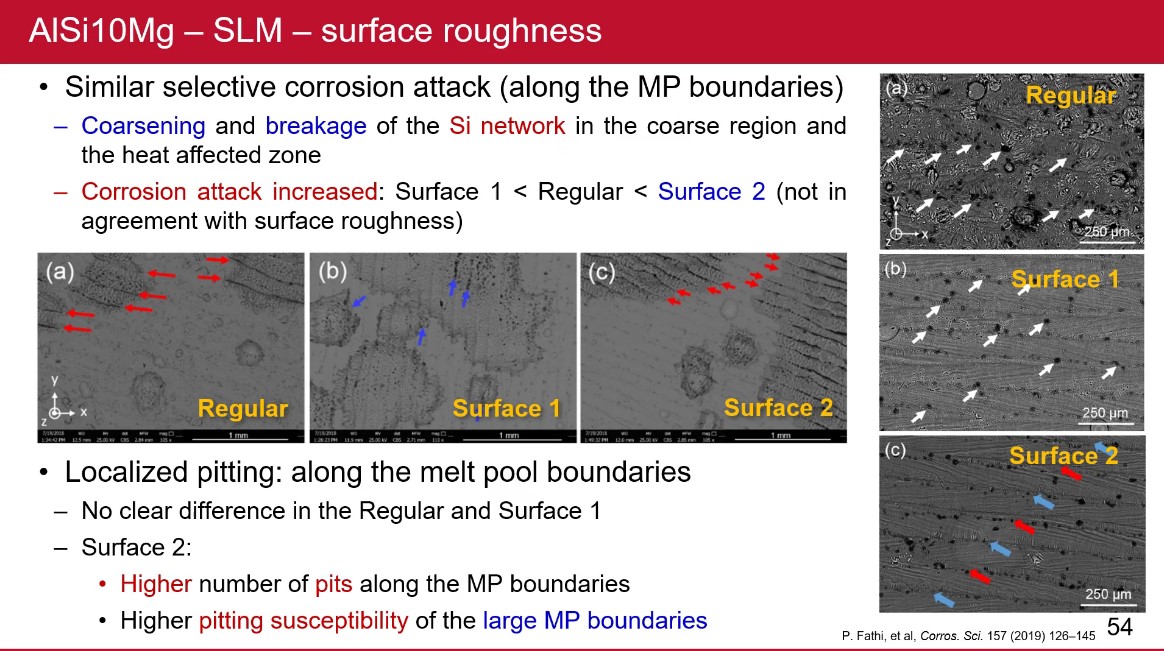 AlSi10Mg – SLM – surface roughness
• Similar selective corrosion attack (along the MP boundaries)
– Coarsening and breakage of the Si network in the coarse region and
the heat affected zone
– Corrosion attack increased: Surface 1 < Regular < Surface 2 (not in
agreement with surface roughness)
(a)
y
x
z
Regular
1 mm
(b)
Surface 1
1 mm
(c)
Surface 2
1 mm
• Localized pitting: along the melt pool boundaries
– No clear difference in the Regular and Surface 1
– Surface 2:
• Higher number of pits along the MP boundaries
• Higher pitting susceptibility of the large MP boundaries
(a)
Regular
y
x
z
250 µm
(b)
Surface 1
250 µm
(c)
Surface 2
250 µm
P. Fathi, et al, Corros. Sci. 157 (2019) 126–145
54